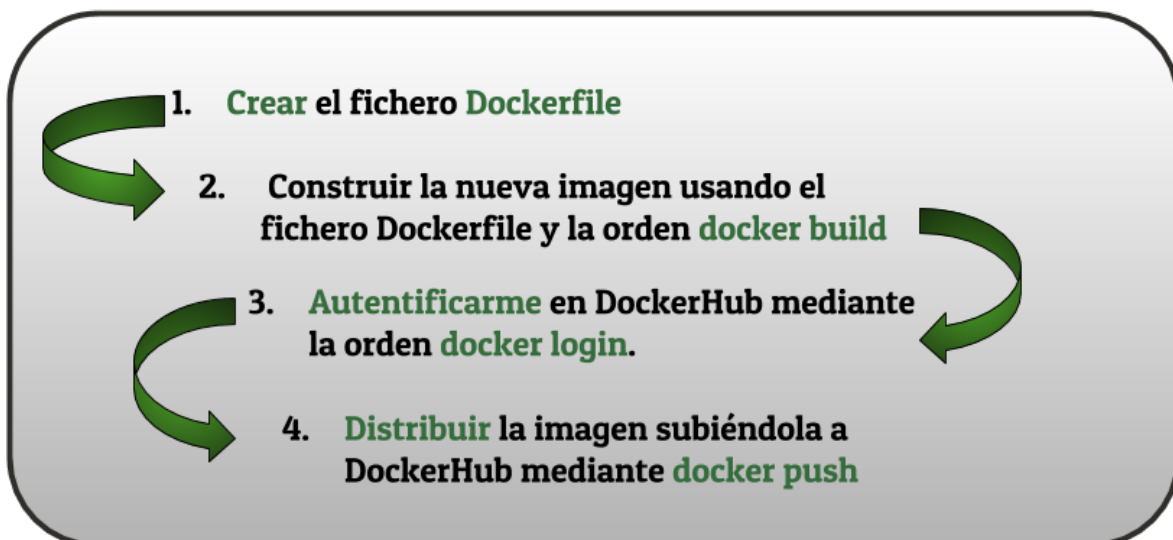 1. Crear el fichero Dockerfile
2. Construir la nueva imagen usando el
fichero Dockerfile y la orden docker build
3. Autentificarme en DockerHub mediante
la orden docker login.
4. Distribuir la imagen subiéndola a
DockerHub mediante docker push